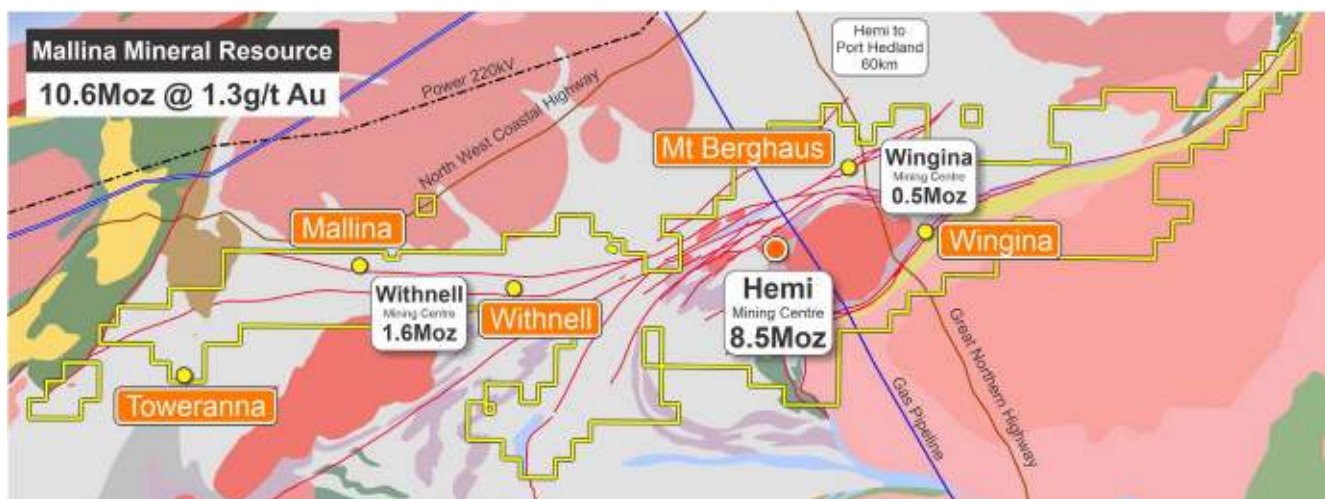 Mallina Mineral Resource
10.6Moz @ 1.3g/t Au
Power 220kV
North West Coastal Highway
Hemi to
Port Hedland
60km
Mt Berghaus
Wingina
Mining Centre
0.5Moz
Wingina
Mallina
Withnell
Mining Centre
1.6Moz
Withnell
Hemi
Mining Centre
8.5Moz
Toweranna
Gas Pipeline
Great Northern Highway